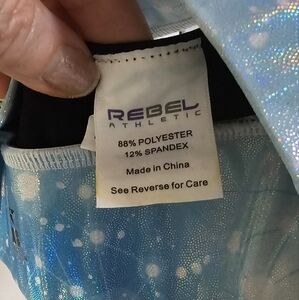 REBEL
ATHLETIC
88% POLYESTER
12% SPANDEX
Made in China
See Reverse for Care